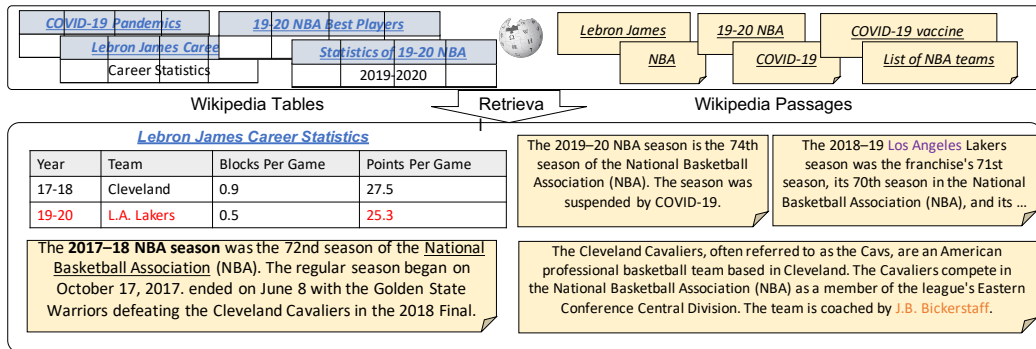 COVID-19 Pandemics
19-20 NBA Best Players
Lebron James Caree
Career Statistics
Statistics of 19-20 NBA
2019-2020
Lebron James
19-20 NBA
COVID-19 vaccine
NBA
COVID-19
List of NBA teams
Wikipedia Tables
Retrieva
Wikipedia Passages
Lebron James Career Statistics
Year Team Blocks Per Game Points Per Game
17-18 Cleveland 0.9 27.5
19-20 L.A. Lakers 0.5 25.3
The 2019–20 NBA season is the 74th
season of the National Basketball
Association (NBA). The season was
suspended by COVID-19.
The 2018–19 Los Angeles Lakers
season was the franchise's 71st
season, its 70th season in the National
Basketball Association (NBA), and its ...
The 2017–18 NBA season was the 72nd season of the National
Basketball Association (NBA). The regular season began on
October 17, 2017. ended on June 8 with the Golden State
Warriors defeating the Cleveland Cavaliers in the 2018 Final.
The Cleveland Cavaliers, often referred to as the Cavs, are an American
professional basketball team based in Cleveland. The Cavaliers compete in
the National Basketball Association (NBA) as a member of the league's Eastern
Conference Central Division. The team is coached by J.B. Bickerstaff.